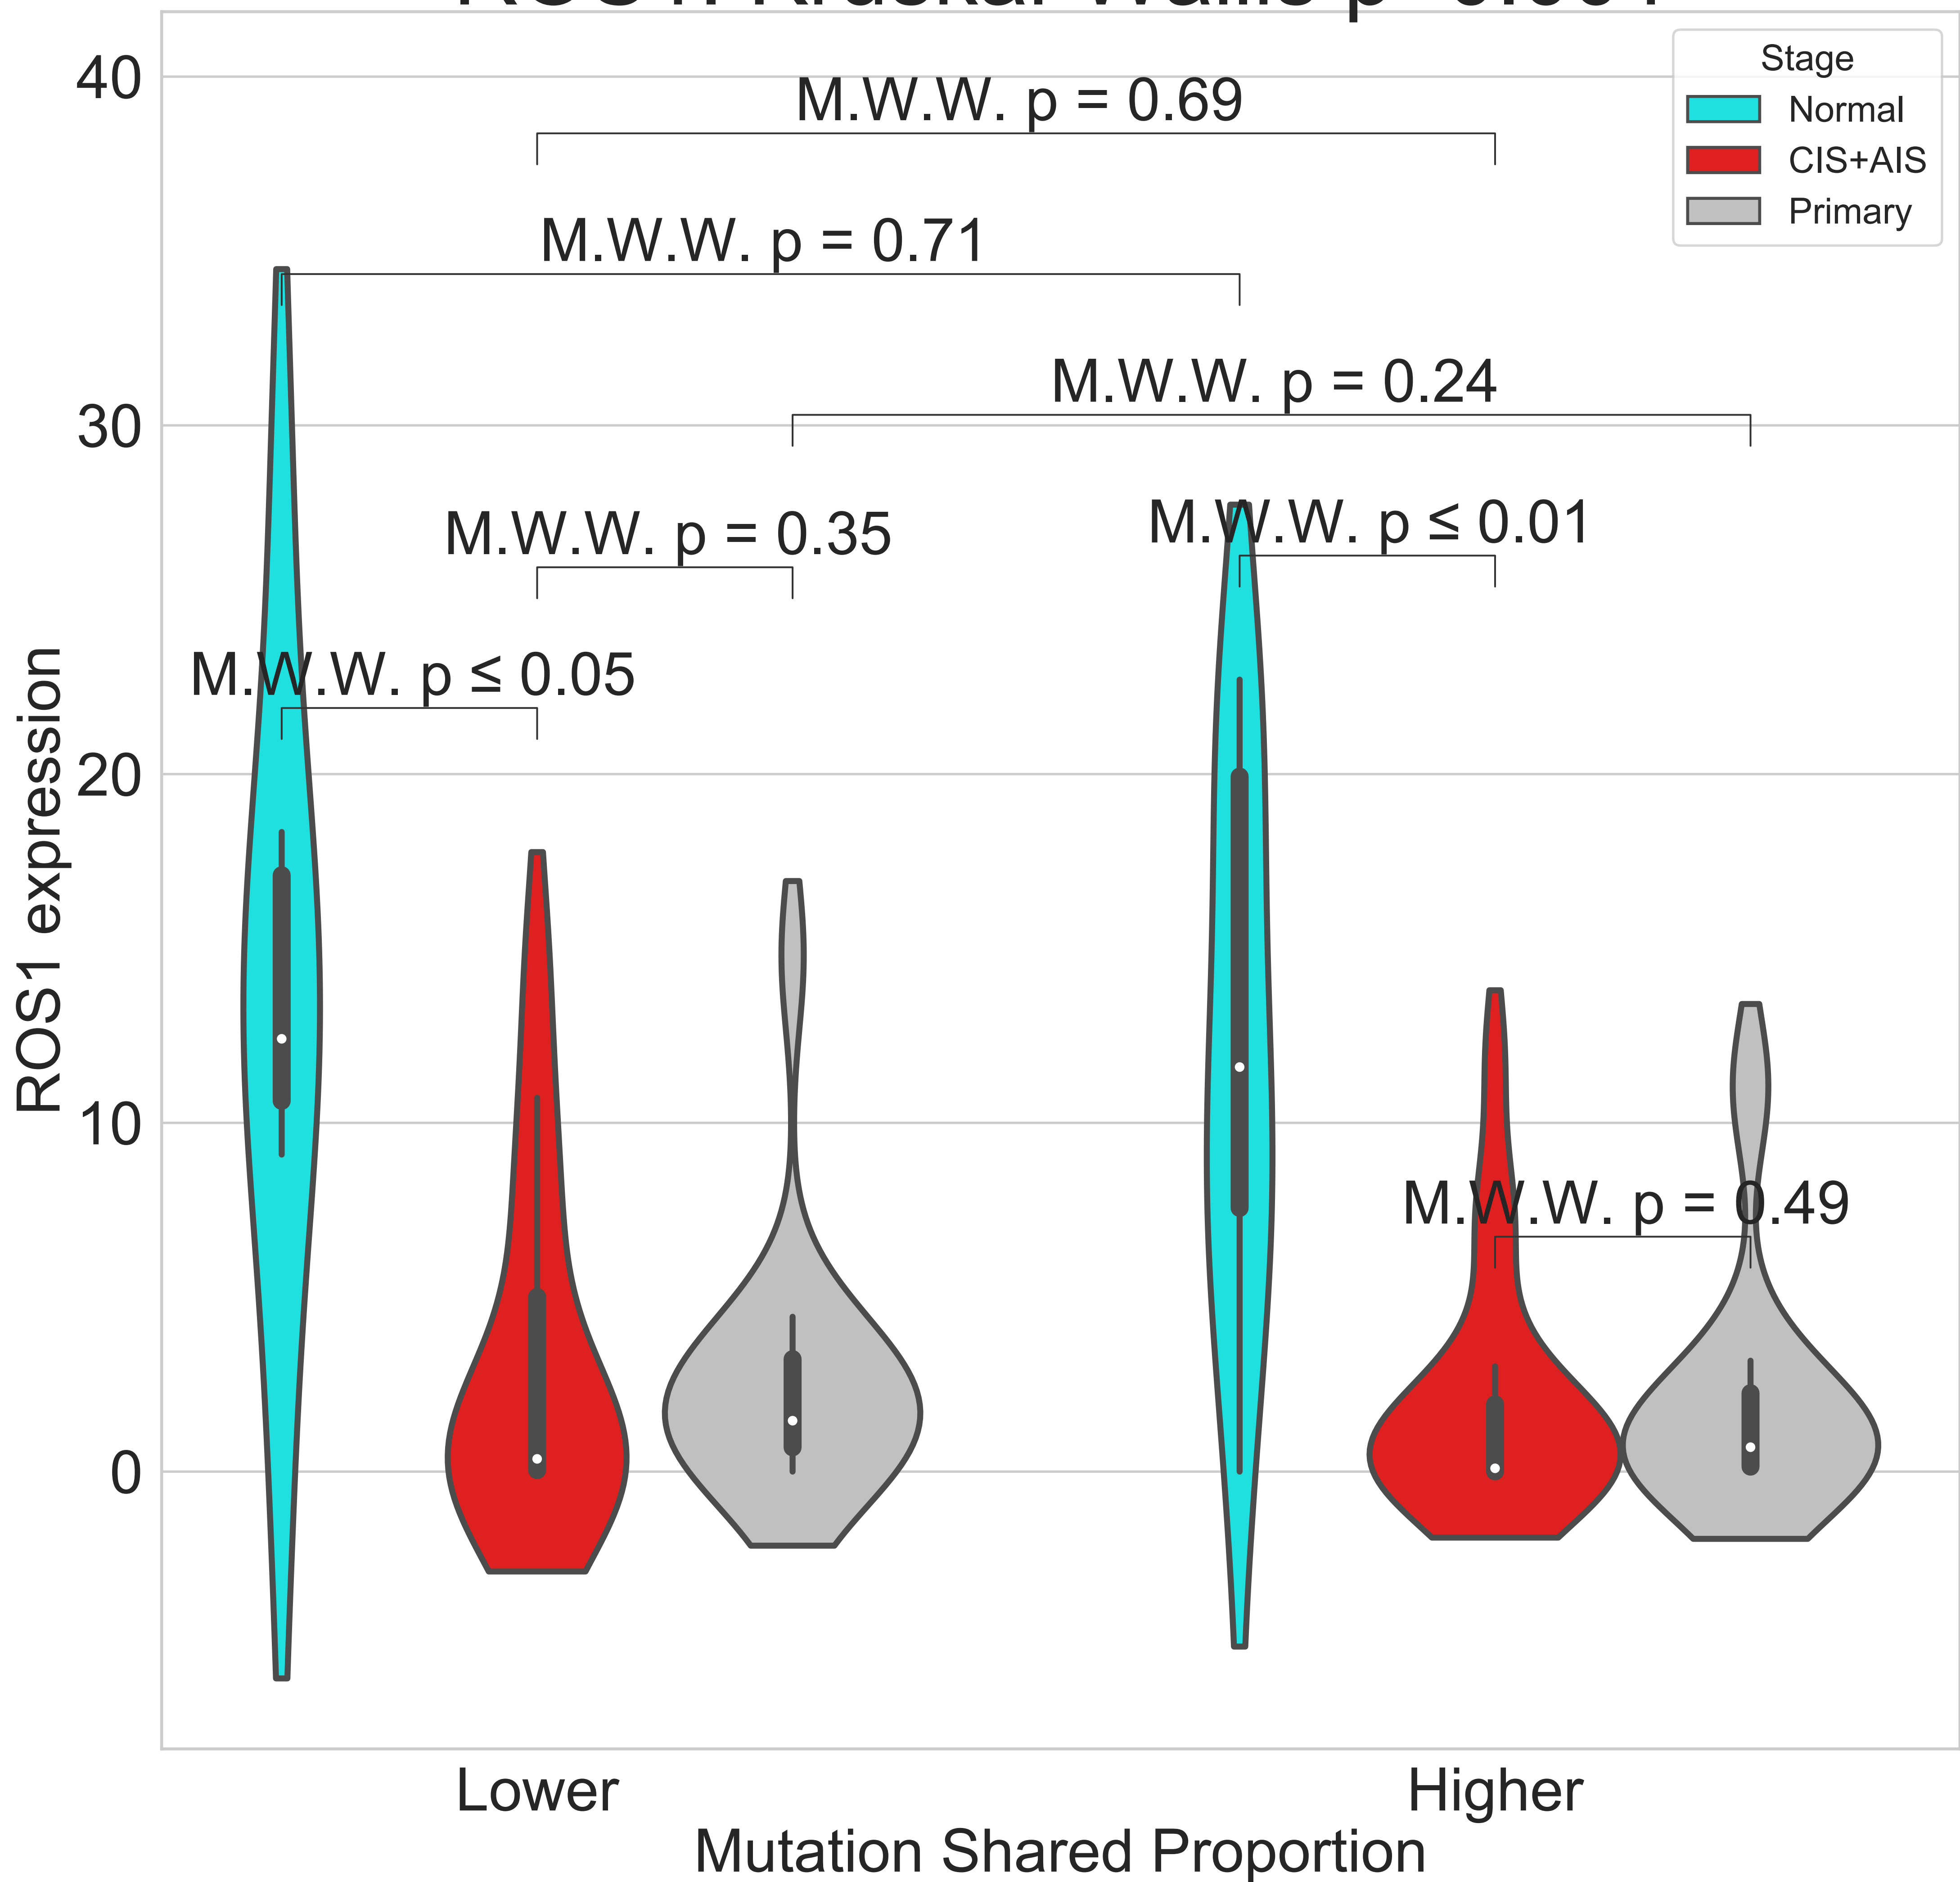 Stage
Normal
CIS+AIS
Primary
40
30
20
10
0
ROS1 expression
M.W.W. p = 0.69
M.W.W. p = 0.71
M.W.W. p = 0.24
M.W.W. p = 0.35
M.W.W. p ≤ 0.01
M.W.W. p ≤ 0.05
M.W.W. p = 0.49
Lower
Higher
Mutation Shared Proportion